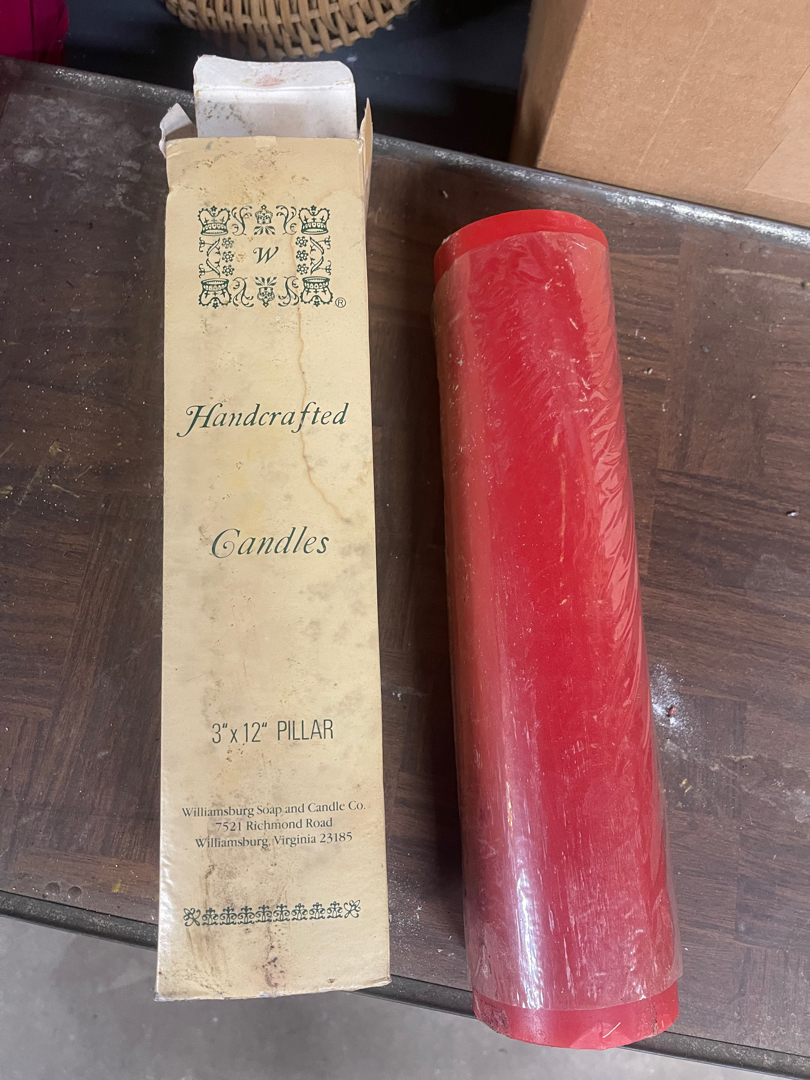 W
®
Handcrafted
Candles
3"x12" PILLAR
Williamsburg Soap and Candle Co.
7521 Richmond Road
Williamsburg, Virginia 23185